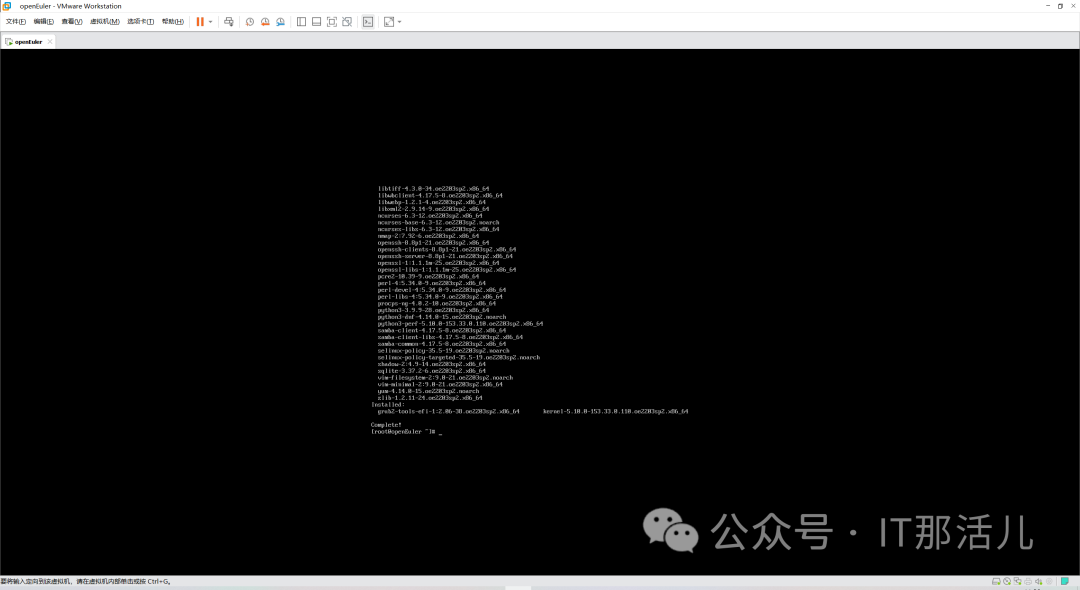 openEuler - VMware Workstation
文件(F) 编辑(E) 查看(V) 虚拟机(M) 选项卡(T) 帮助(H)
openEuler
libtiff-4.3.0-34.oe2203sp2.x86_64
libwbclient-4.17.5-8.oe2203sp2.x86_64
libwebp-1.2.1-4.oe2203sp2.x86_64
libxml2-2.9.14-9.oe2203sp2.x86_64
ncurses-6.3-12.oe2203sp2.x86_64
ncurses-base-6.3-12.oe2203sp2.noarch
ncurses-libs-6.3-12.oe2203sp2.x86_64
nmap-2:7.92-6.oe2203sp2.x86_64
openssh-8.8p1-21.oe2203sp2.x86_64
openssh-clients-8.8p1-21.oe2203sp2.x86_64
openssh-server-8.8p1-21.oe2203sp2.x86_64
openssl-1:1.1.1m-25.oe2203sp2.x86_64
openssl-libs-1:1.1.1m-25.oe2203sp2.x86_64
pcre2-10.39-9.oe2203sp2.x86_64
perl-4:5.34.0-9.oe2203sp2.x86_64
perl-devel-4:5.34.0-9.oe2203sp2.x86_64
perl-libs-4:5.34.0-9.oe2203sp2.x86_64
procps-ng-4.0.2-10.oe2203sp2.x86_64
python3-3.9.9-28.oe2203sp2.x86_64
python3-dnf-4.14.0-15.oe2203sp2.noarch
python3-perf-5.10.0-153.33.0.110.oe2203sp2.x86_64
samba-client-4.17.5-8.oe2203sp2.x86_64
samba-client-libs-4.17.5-8.oe2203sp2.x86_64
samba-common-4.17.5-8.oe2203sp2.x86_64
selinux-policy-35.5-19.oe2203sp2.noarch
selinux-policy-targeted-35.5-19.oe2203sp2.noarch
shadow-2:4.9-14.oe2203sp2.x86_64
sqlite-3.37.2-6.oe2203sp2.x86_64
vim-filesystem-2:9.0-21.oe2203sp2.noarch
vim-minimal-2:9.0-21.oe2203sp2.x86_64
yum-4.14.0-15.oe2203sp2.noarch
zlib-1.2.11-24.oe2203sp2.x86_64
Installed:
grub2-tools-efi-1:2.06-38.oe2203sp2.x86_64 kernel-5.10.0-153.33.0.110.oe2203sp2.x86_64
Complete!
[root@openEuler ~]# _
公众号 · IT那活儿
要将输入定向到该虚拟机，请在虚拟机内部单击或按 Ctrl+G。